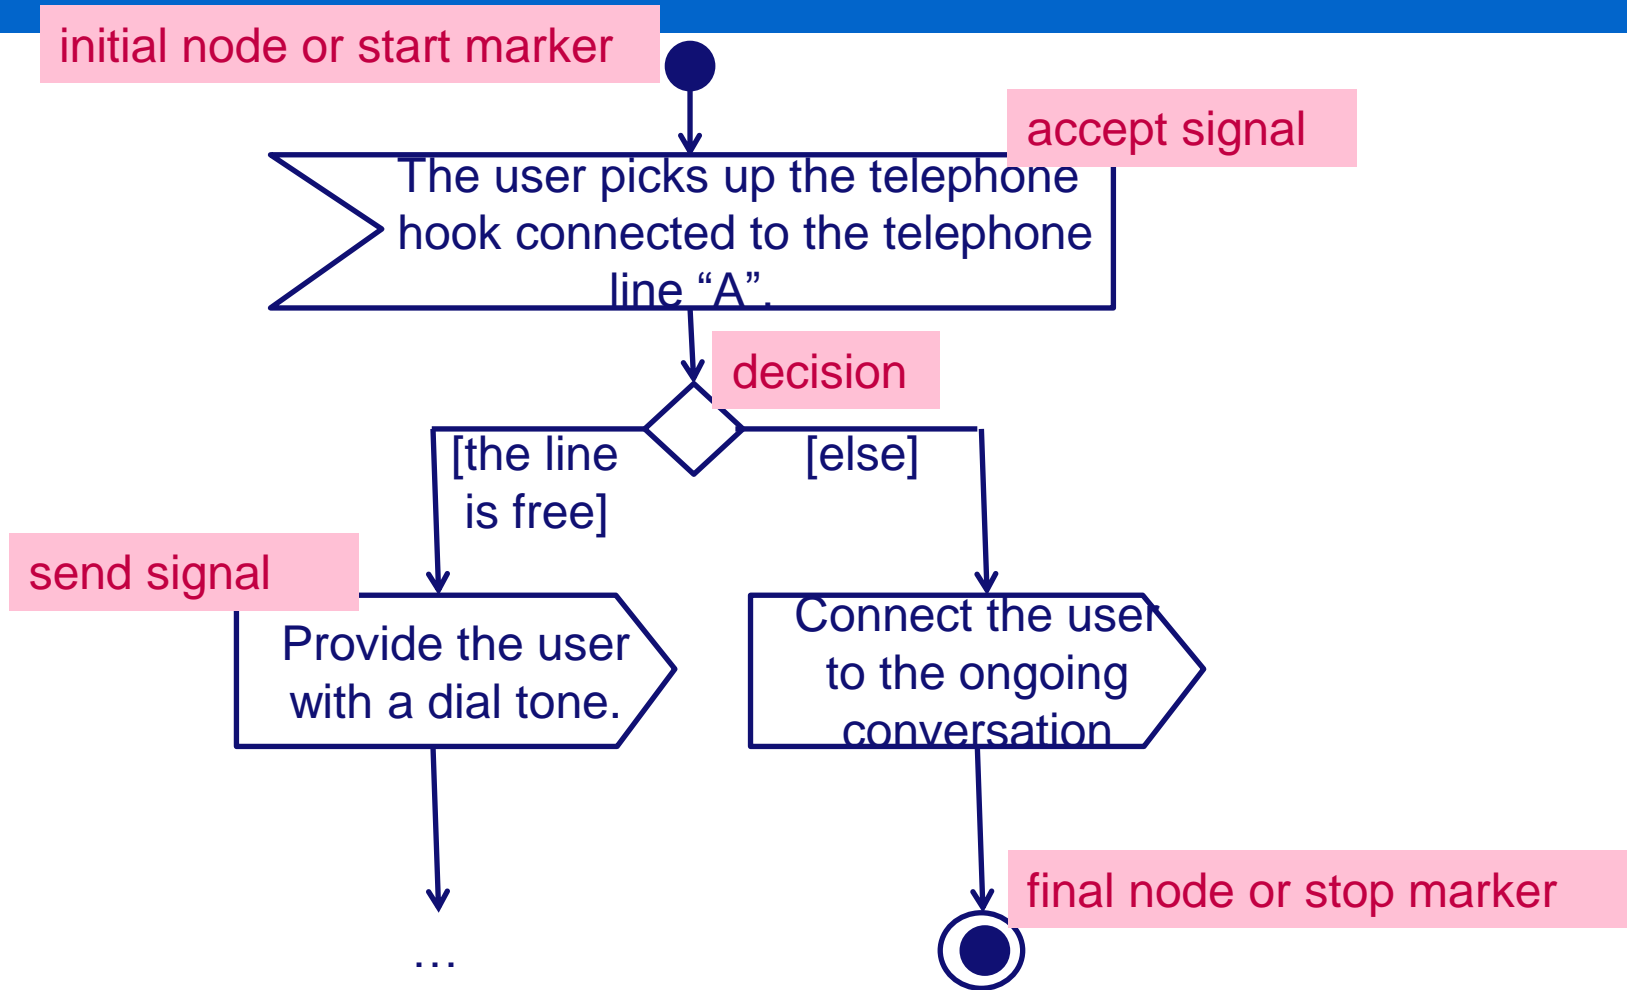 initial node or start marker
accept signal
The user picks up the telephone
hook connected to the telephone
line “A”.
decision
[the line
is free]
[else]
send signal
Provide the user
with a dial tone.
Connect the user
to the ongoing
conversation
final node or stop marker
…